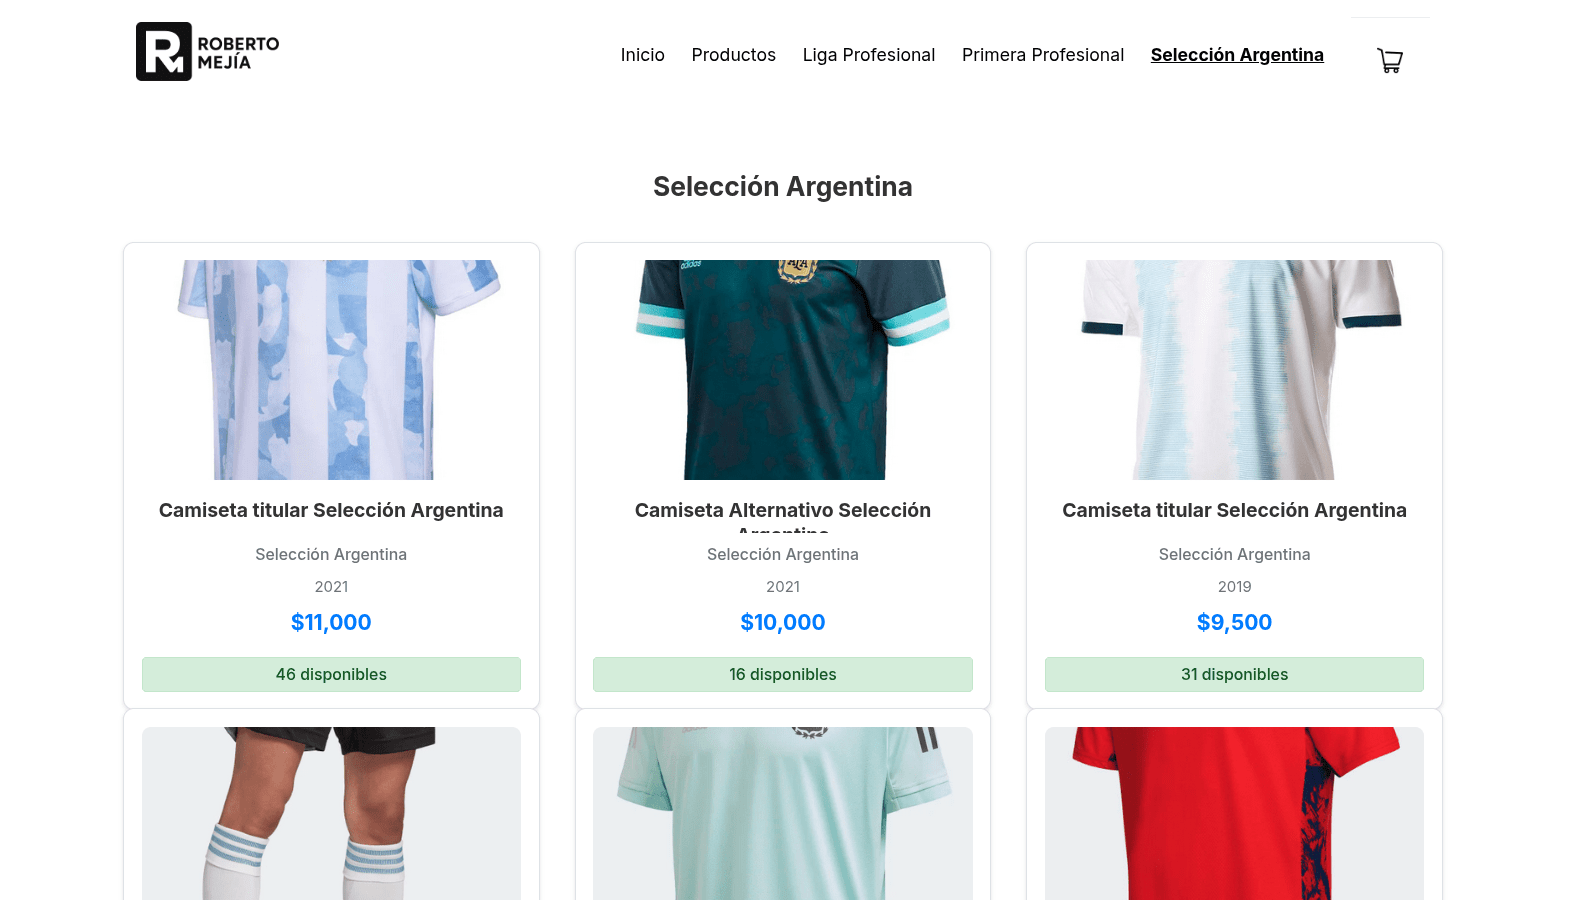 ROBERTO
MEJÍA
Inicio Productos Liga Profesional Primera Profesional Selección Argentina
Selección Argentina
adidas
AFA
Camiseta titular Selección Argentina
Selección Argentina
2021
$11,000
46 disponibles
Camiseta Alternativo Selección
Argentino
Selección Argentina
2021
$10,000
16 disponibles
Camiseta titular Selección Argentina
Selección Argentina
2019
$9,500
31 disponibles